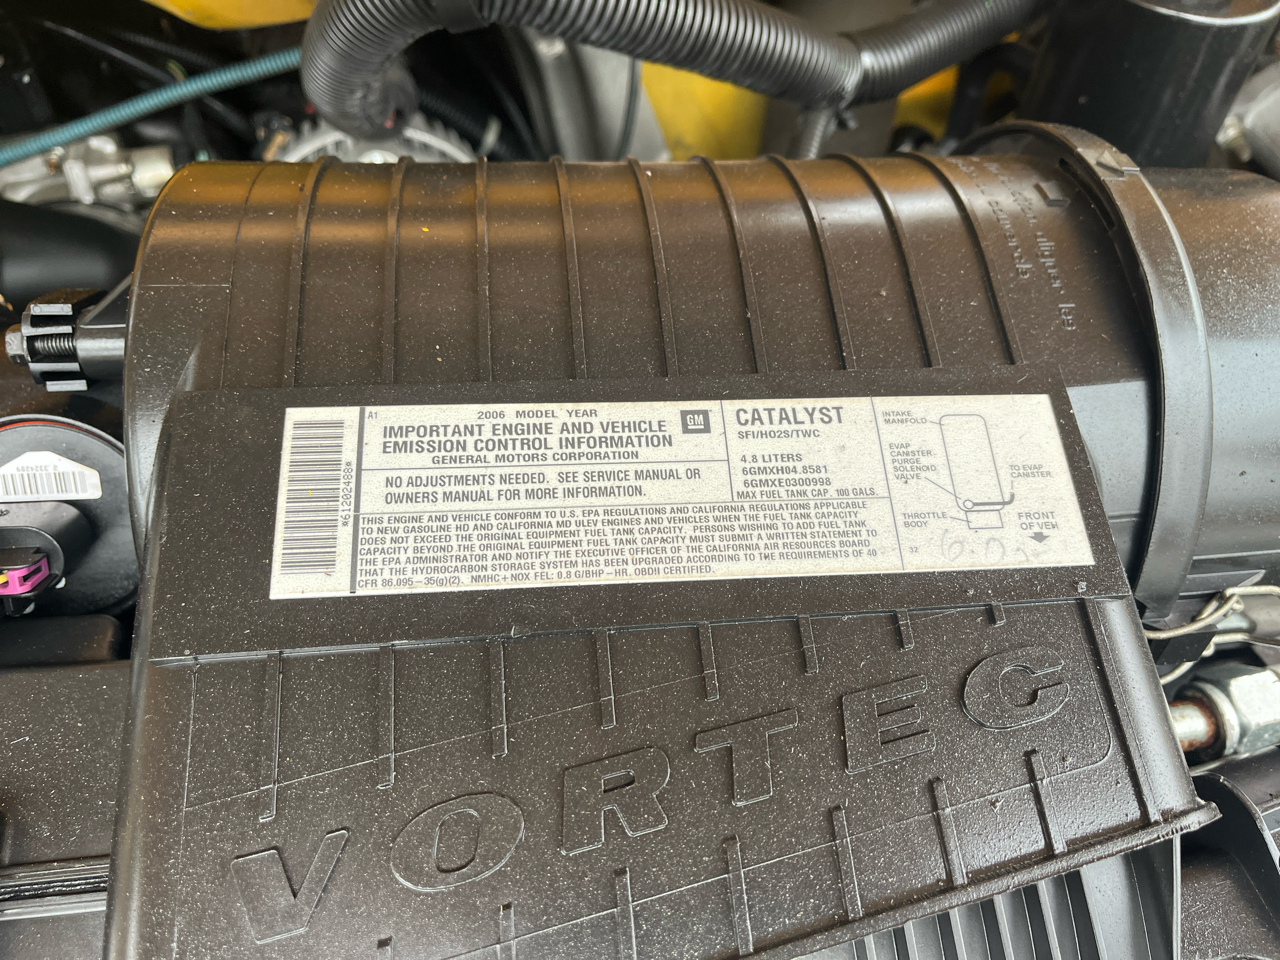 A1
2006 MODEL YEAR
IMPORTANT ENGINE AND VEHICLE
EMISSION CONTROL INFORMATION
GENERAL MOTORS CORPORATION
GM
NO ADJUSTMENTS NEEDED. SEE SERVICE MANUAL OR
OWNERS MANUAL FOR MORE INFORMATION.
CATALYST
SFI/HO2S/TWC
4.8 LITERS
6GMXH04.8581
6GMXE0300998
MAX FUEL TANK CAP. 100 GALS.
THIS ENGINE AND VEHICLE CONFORM TO U.S. EPA REGULATIONS AND CALIFORNIA REGULATIONS APPLICABLE
TO NEW GASOLINE HD AND CALIFORNIA MD ULEV ENGINES AND VEHICLES WHEN THE FUEL TANK CAPACITY
DOES NOT EXCEED THE ORIGINAL EQUIPMENT FUEL TANK CAPACITY. PERSONS WISHING TO ADD FUEL TANK
CAPACITY BEYOND THE ORIGINAL EQUIPMENT FUEL TANK CAPACITY MUST SUBMIT A WRITTEN STATEMENT TO
THE EPA ADMINISTRATOR AND NOTIFY THE EXECUTIVE OFFICER OF THE CALIFORNIA AIR RESOURCES BOARD
THAT THE HYDROCARBON STORAGE SYSTEM HAS BEEN UPGRADED ACCORDING TO THE REQUIREMENTS OF 40
CFR 86.095-35(g)(2). NMHC+NOX FEL: 0.8 G/BHP-HR. OBDII CERTIFIED.
*61202488*
INTAKE
MANIFOLD
EVAP
CANISTER
PURGE
SOLENOID
VALVE
TO EVAP
CANISTER
THROTTLE
BODY
FRONT
OF VEH
32
VORTEC